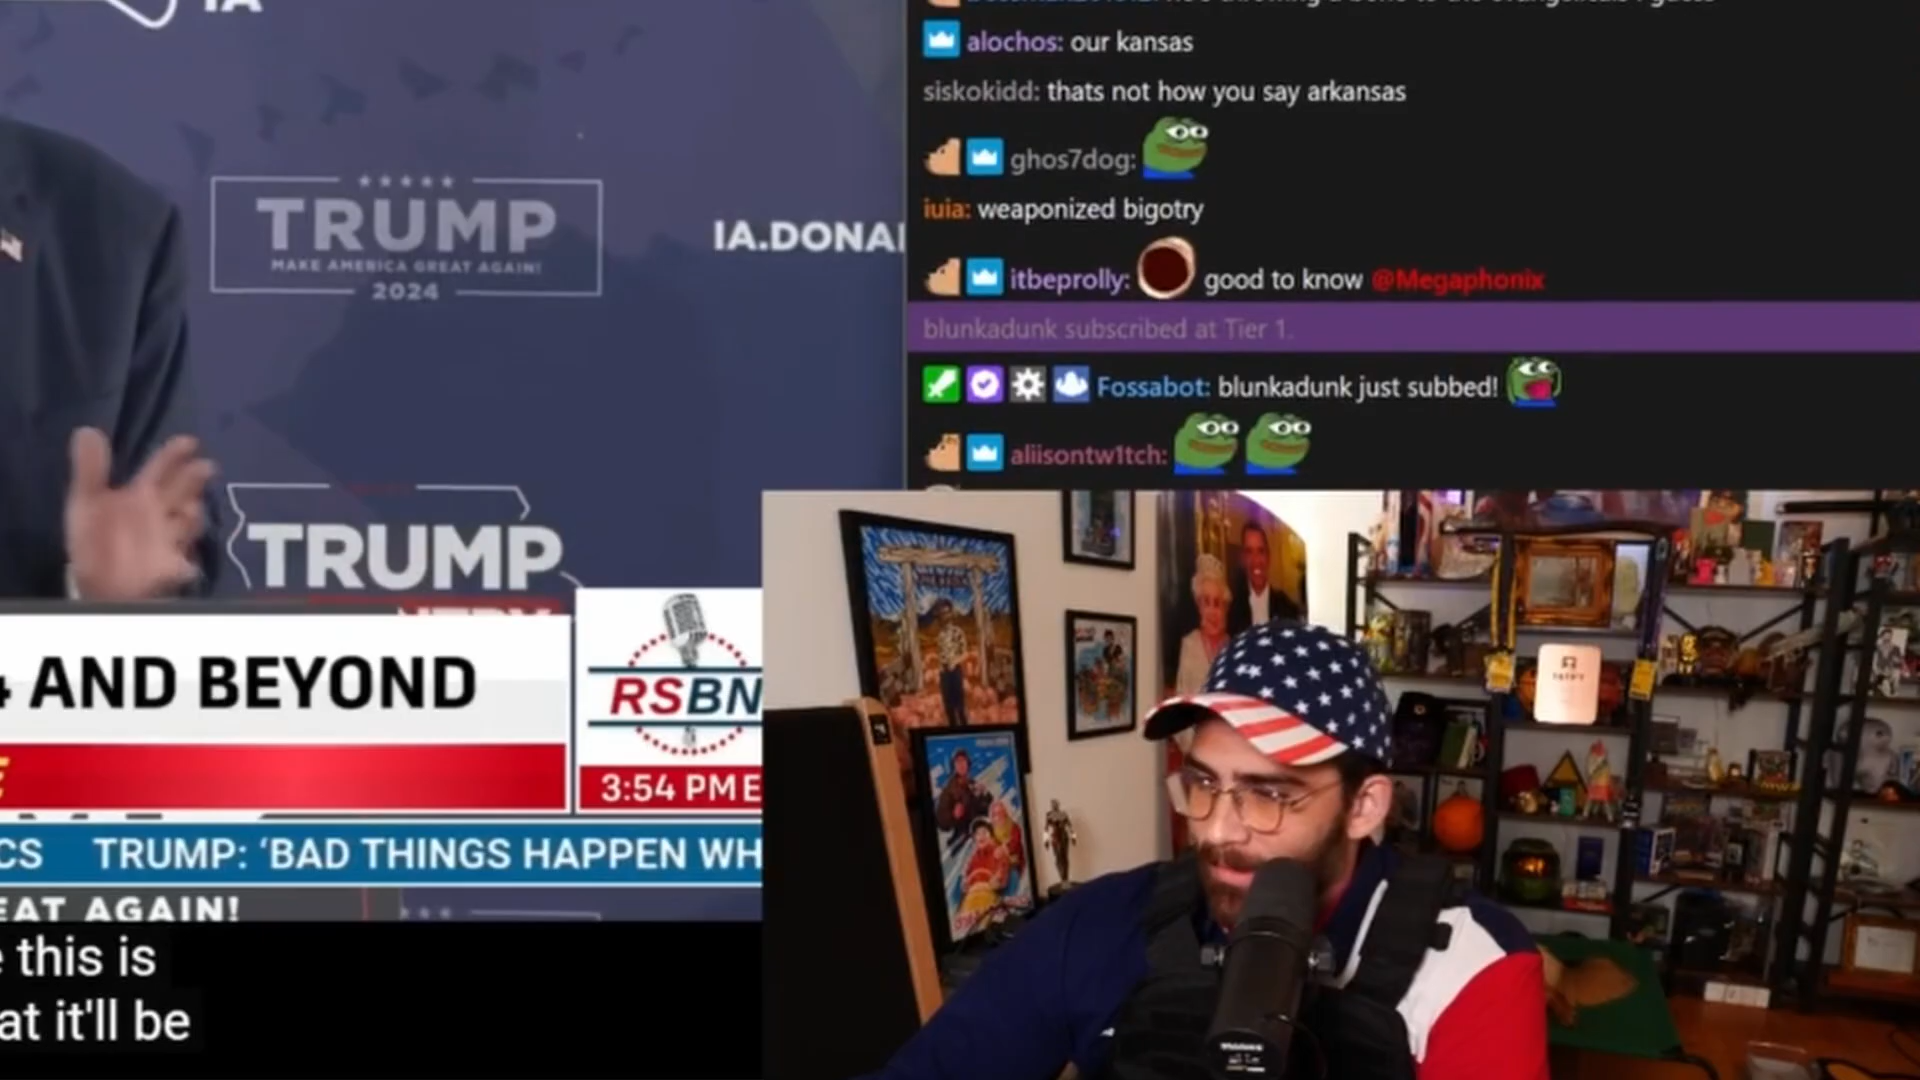 IA
alochos: our kansas
siskokidd: thats not how you say arkansas
ghos7dog:
iuia: weaponized bigotry
itbeprolly: good to know @Megaphonix
blunkadunk subscribed at Tier 1.
Fossabot: blunkadunk just subbed!
aliisontw1tch:
TRUMP
MAKE AMERICA GREAT AGAIN!
2024
IA.DONA
TRUMP
AND BEYOND
RSBN
3:54 PM E
CS TRUMP: ‘BAD THINGS HAPPEN WH
EAT AGAIN!
this is
at it'll be